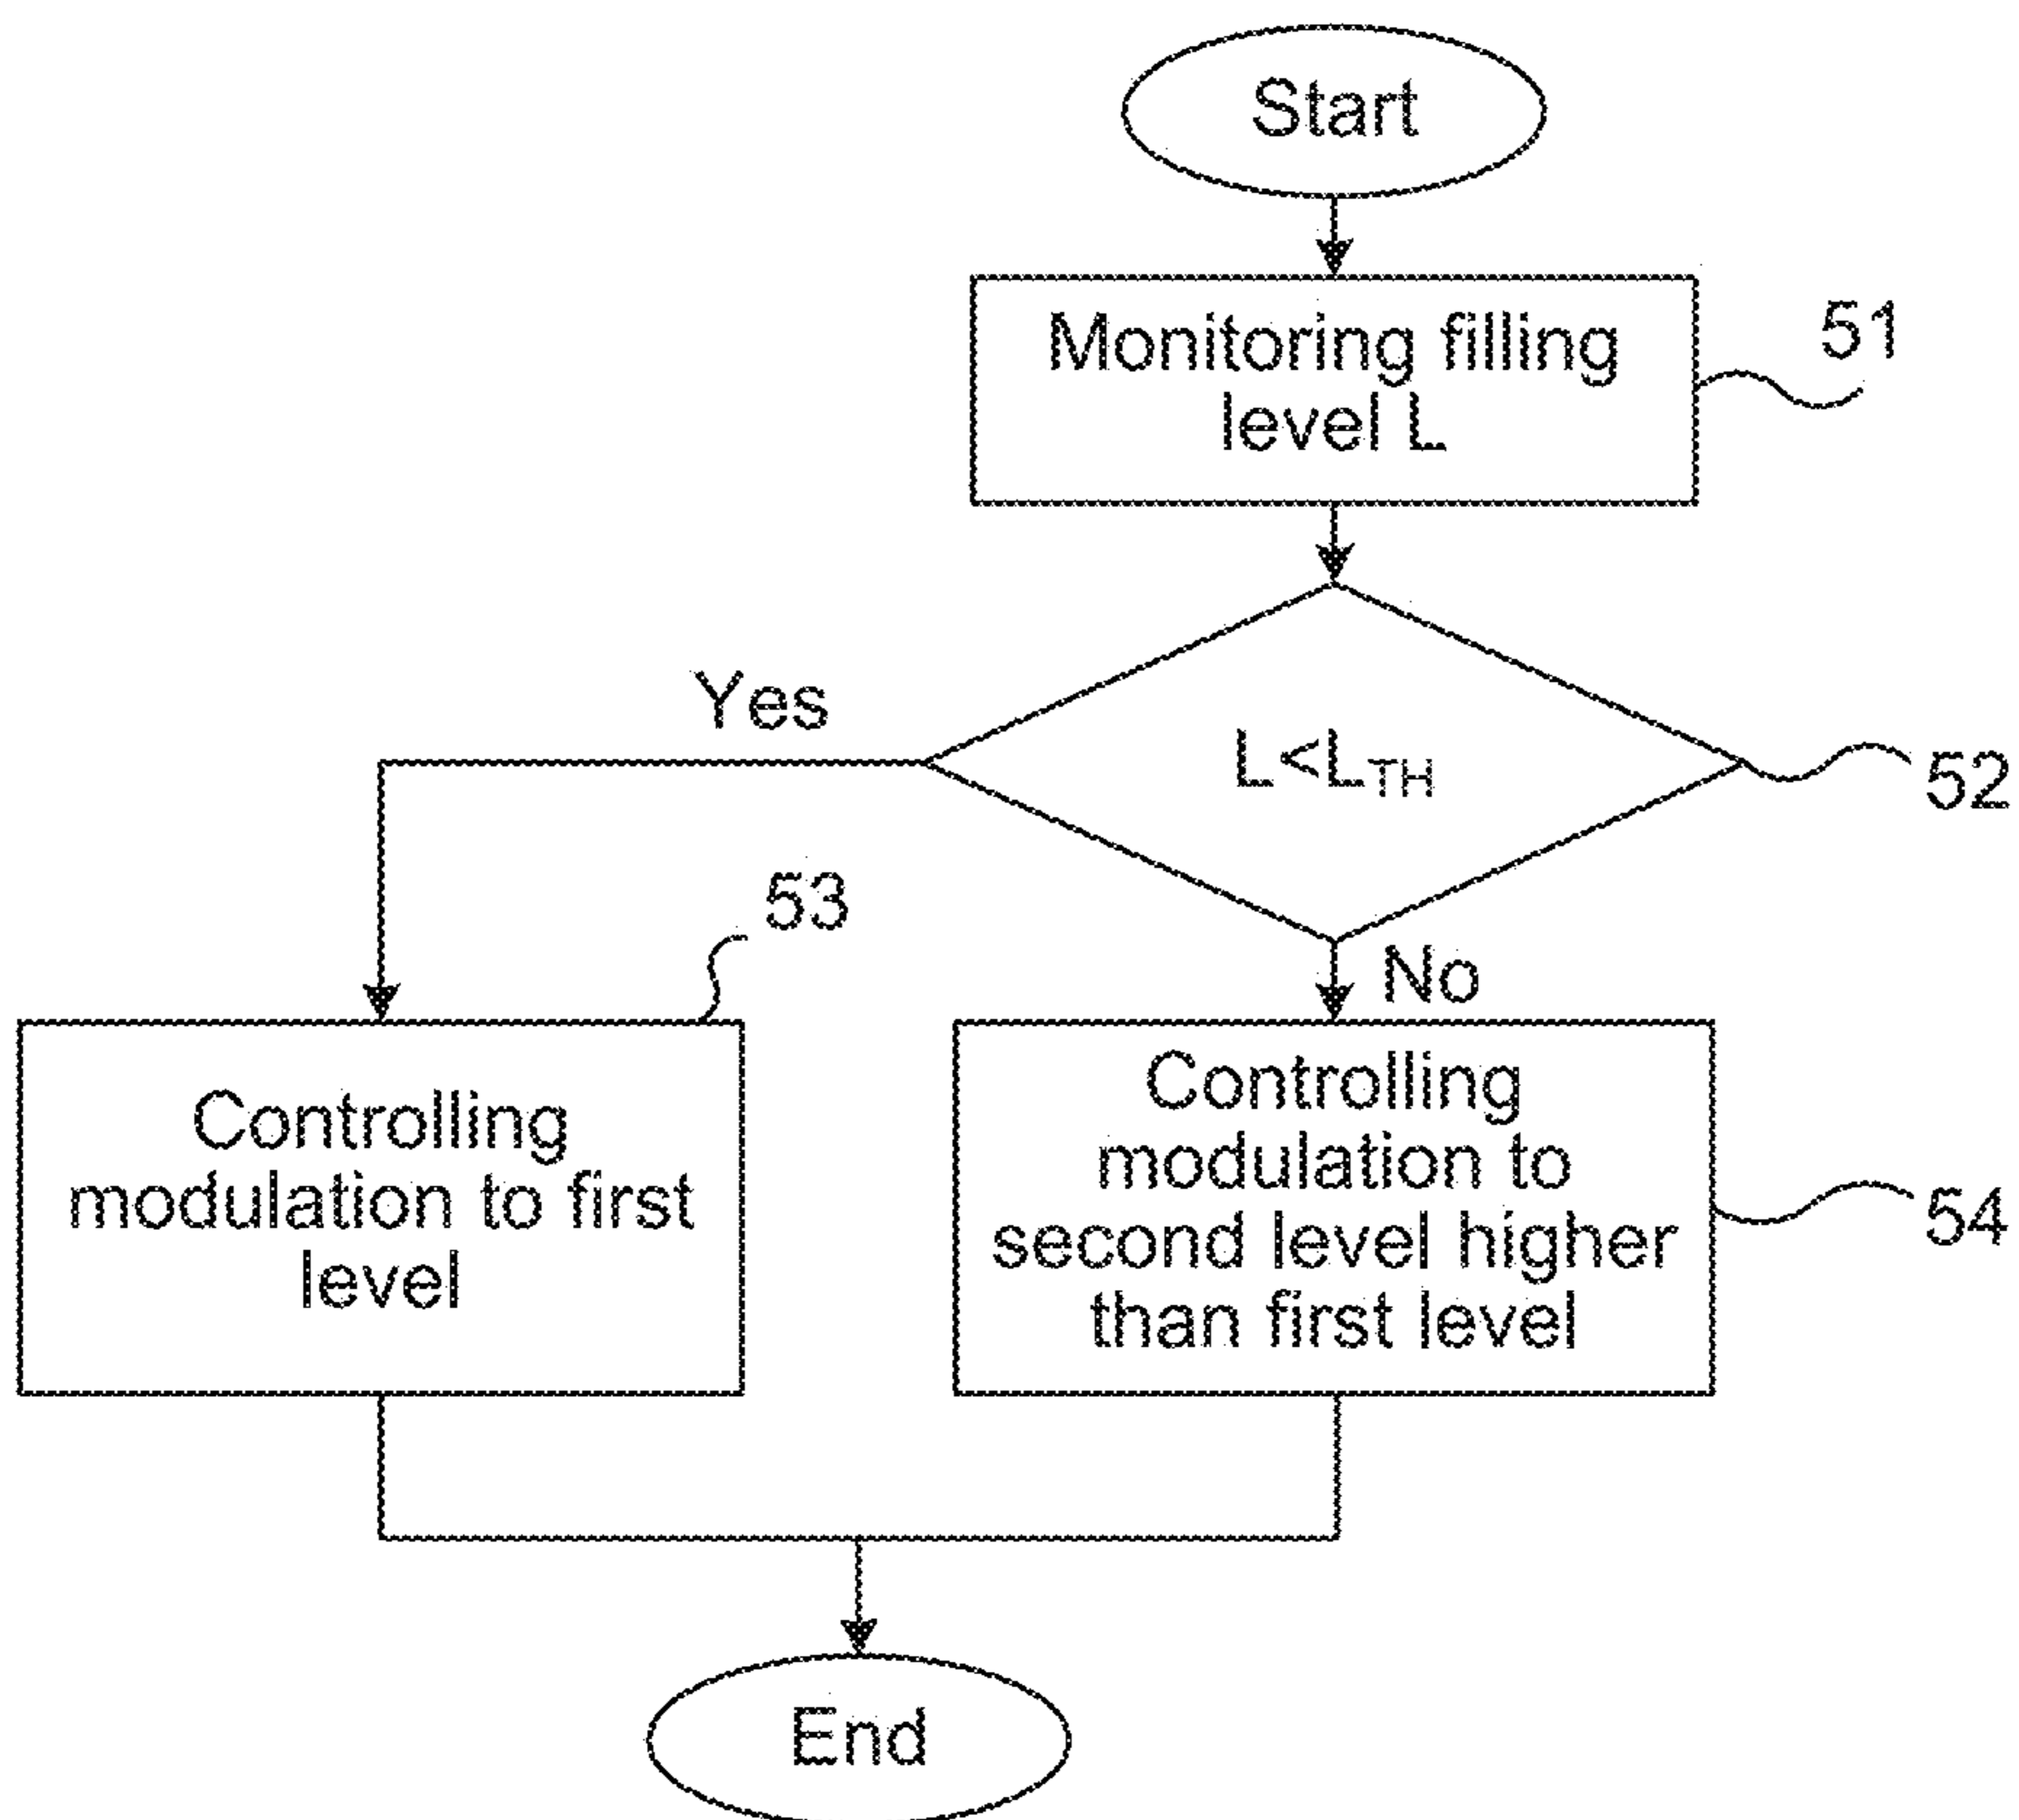 Start
Monitoring filling
level L
51
Yes
L<L_TH
52
53
No
Controlling
modulation to first
level
Controlling
modulation to
second level higher
than first level
54
End